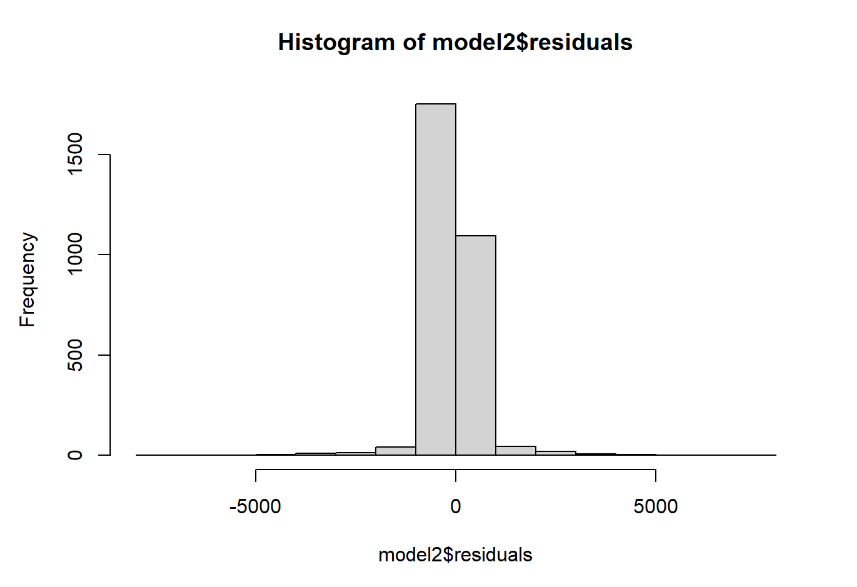 Histogram of model2$residuals
Frequency
1500
1000
500
0
-5000 0 5000
model2$residuals